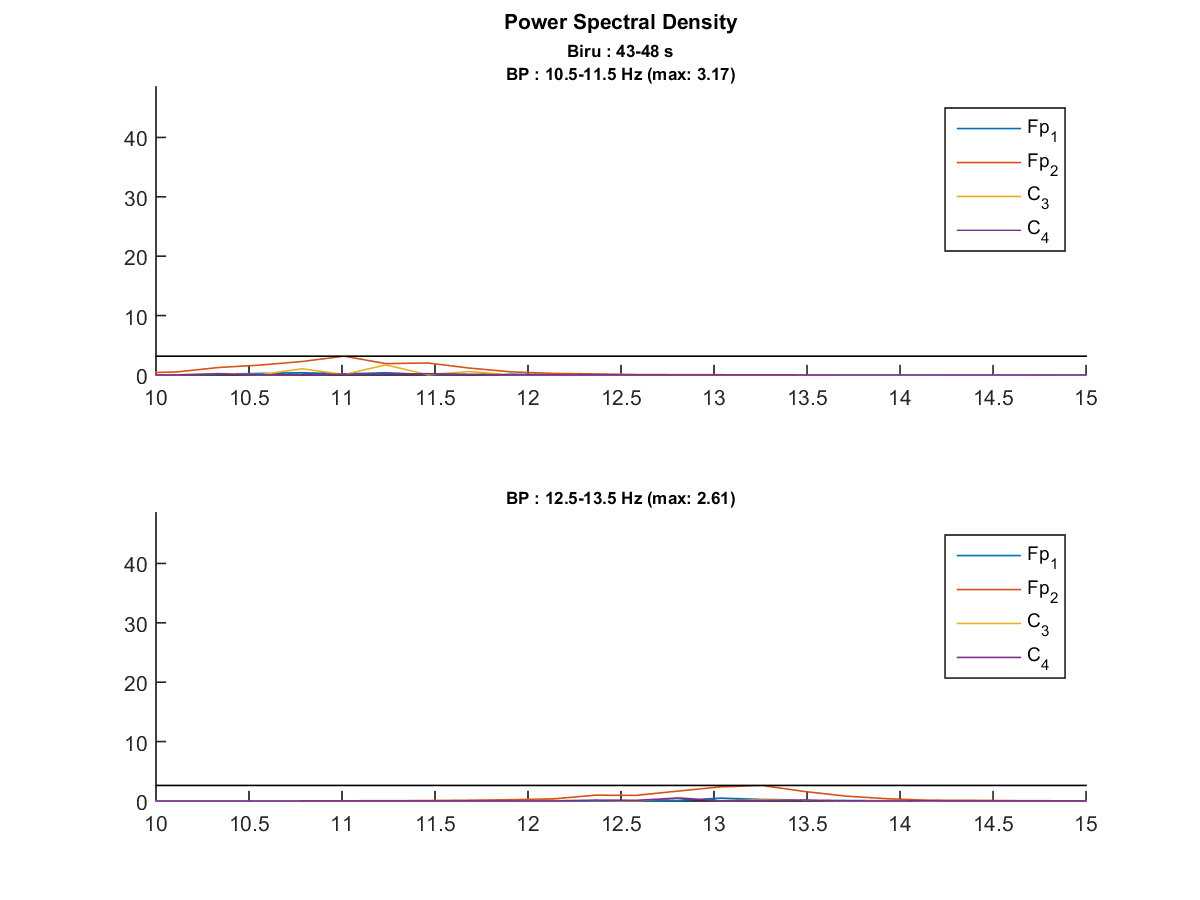 Power Spectral Density
Biru : 43-48 s
BP : 10.5-11.5 Hz (max: 3.17)
40
30
20
10
0
10 10.5 11 11.5 12 12.5 13 13.5 14 14.5 15
Fp1
Fp2
C3
C4
BP : 12.5-13.5 Hz (max: 2.61)
40
30
20
10
0
10 10.5 11 11.5 12 12.5 13 13.5 14 14.5 15
Fp1
Fp2
C3
C4